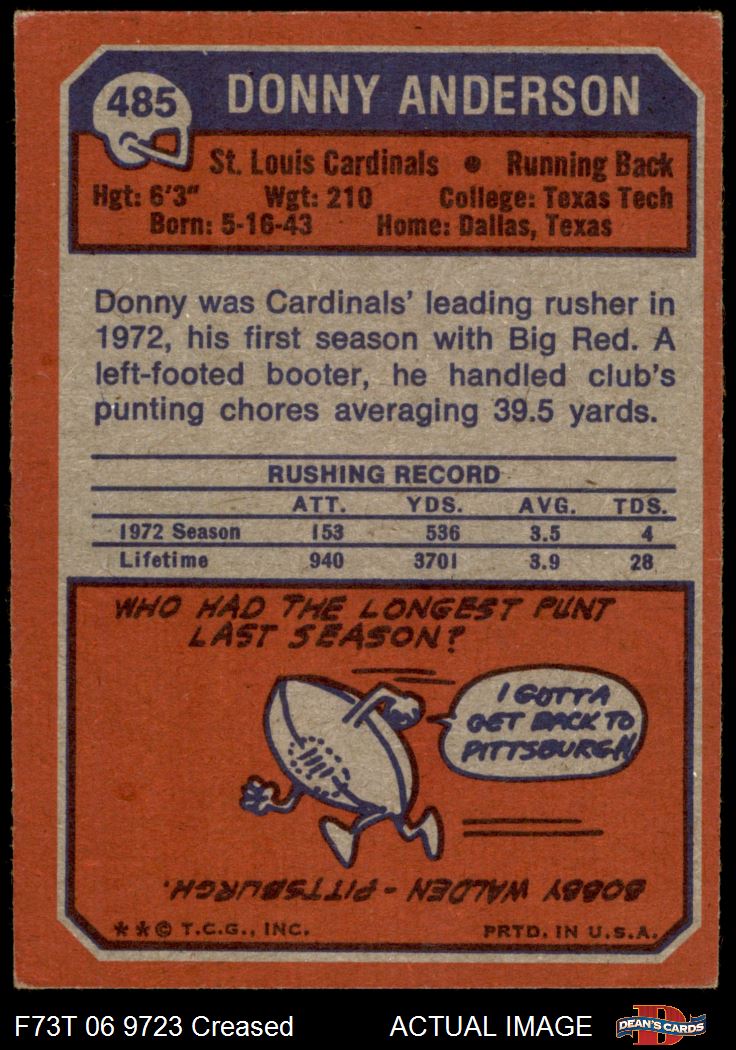 485 DONNY ANDERSON
St. Louis Cardinals • Running Back
Hgt: 6'3" Wgt: 210 College: Texas Tech
Born: 5-16-43 Home: Dallas, Texas
Donny was Cardinals' leading rusher in
1972, his first season with Big Red. A
left-footed booter, he handled club's
punting chores averaging 39.5 yards.
RUSHING RECORD
ATT. YDS. AVG. TDS.
1972 Season 153 536 3.5 4
Lifetime 940 3701 3.9 28
WHO HAD THE LONGEST PUNT
LAST SEASON?
I GOTTA
GET BACK TO
PITTSBURGH
BOBBY WALDEN - PITTSBURGH.
**© T.C.G., INC. PRTD. IN U.S.A.
F73T 06 9723 Creased ACTUAL IMAGE D
DEAN'S CARDS